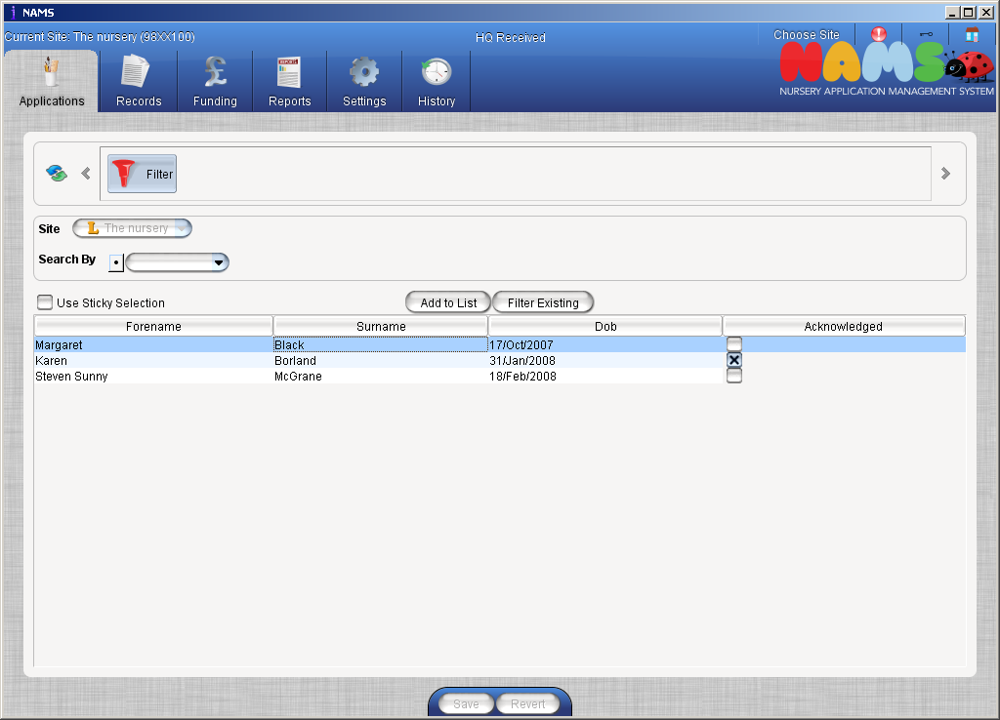 NAMS
Current Site: The nursery (98XX100)
HQ Received
Choose Site
Applications
Records
Funding
REPORTS
Reports
Settings
History
NAMS
NURSERY APPLICATION MANAGEMENT SYSTEM
Filter
Site
L The nursery
Search By
Use Sticky Selection
Add to List
Filter Existing
Forename Surname Dob Acknowledged
Margaret Black 17/Oct/2007
Karen Borland 31/Jan/2008
Steven Sunny McGrane 18/Feb/2008
Save
Revert